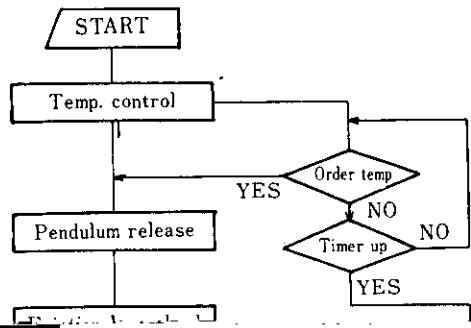 START
Temp. control
Order temp
YES
NO
Pendulum release
Timer up
NO
YES